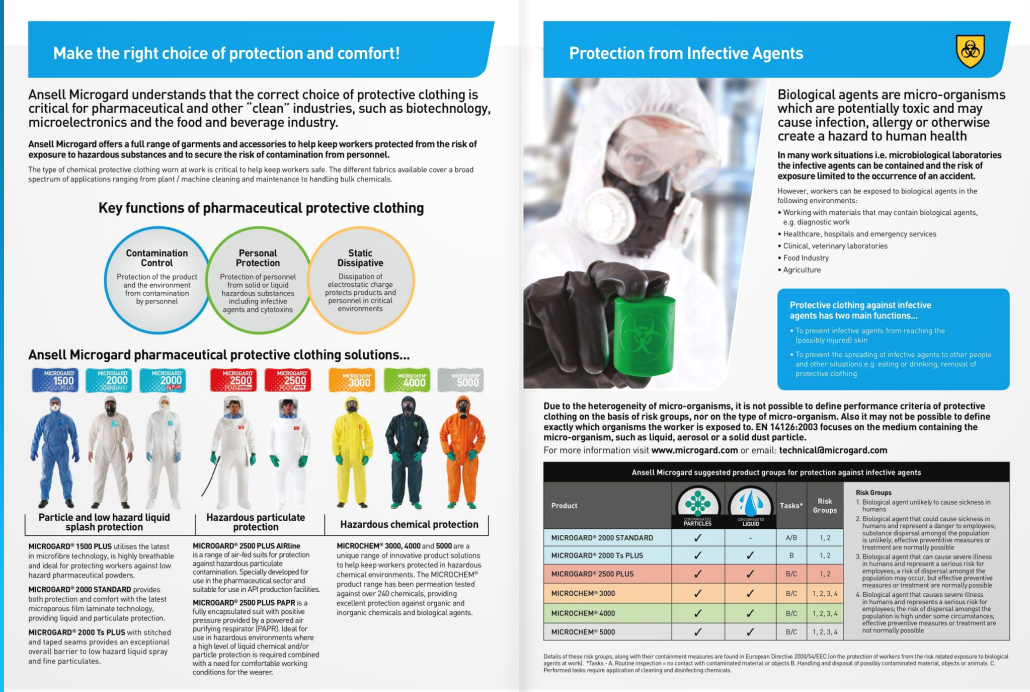 Make the right choice of protection and comfort!
Ansell Microgard understands that the correct choice of protective clothing is
critical for pharmaceutical and other “clean” industries, such as biotechnology,
microelectronics and the food and beverage industry.
Ansell Microgard offers a full range of garments and accessories to help keep workers protected from the risk of
exposure to hazardous substances and to secure the risk of contamination from personnel.
The type of chemical protective clothing worn at work is critical to help keep workers safe. The different fabrics available cover a broad
spectrum of applications ranging from plant / machine cleaning and maintenance to handling bulk chemicals.
Key functions of pharmaceutical protective clothing
Contamination
Control
Protection of the product
and the environment
from contamination
by personnel
Personal
Protection
Protection of personnel
from solid or liquid
hazardous substances
including infective
agents and cytotoxins
Static
Dissipative
Dissipation of
electrostatic charge
protects products and
personnel in critical
environments
Ansell Microgard pharmaceutical protective clothing solutions...
MICROGARD® 1500 PLUS
MICROGARD® 2000 STANDARD
MICROGARD® 2000 Ts PLUS
MICROGARD® 2500
MICROGARD® 2500
MICROCHEM® 3000
MICROCHEM® 4000
MICROCHEM® 5000
Particle and low hazard liquid
splash protection
Hazardous particulate
protection
Hazardous chemical protection
MICROGARD® 1500 PLUS utilises the latest
in microfibre technology, is highly breathable
and ideal for protecting workers against low
hazard pharmaceutical powders.
MICROGARD® 2000 STANDARD provides
both protection and comfort with the latest
microporous film laminate technology,
providing liquid and particulate protection.
MICROGARD® 2000 Ts PLUS with stitched
and taped seams provides an exceptional
overall barrier to low hazard liquid spray
and fine particulates.
MICROGARD® 2500 PLUS AIRline
is a range of air-fed suits for protection
against hazardous particulate
contamination. Specially developed for
use in the pharmaceutical sector and
suitable for use in API production facilities.
MICROGARD® 2500 PLUS PAPR is a
fully encapsulated suit with positive
pressure provided by a powered air
purifying respirator (PAPR). Ideal for
use in hazardous environments where
a high level of liquid chemical and/or
particle protection is required combined
with a need for comfortable working
conditions for the wearer.
MICROCHEM® 3000, 4000 and 5000 are a
unique range of innovative product solutions
to help keep workers protected in hazardous
chemical environments. The MICROCHEM®
product range has been permeation tested
against over 240 chemicals, providing
excellent protection against organic and
inorganic chemicals and biological agents.
Protection from Infective Agents
Biological agents are micro-organisms
which are potentially toxic and may
cause infection, allergy or otherwise
create a hazard to human health
In many work situations i.e. microbiological laboratories
the infective agents can be contained and the risk of
exposure limited to the occurrence of an accident.
However, workers can be exposed to biological agents in the
following environments:
• Working with materials that may contain biological agents,
e.g. diagnostic work
• Healthcare, hospitals and emergency services
• Clinical, veterinary laboratories
• Food Industry
• Agriculture
Protective clothing against infective
agents has two main functions...
• To prevent infective agents from reaching the
(possibly injured) skin
• To prevent the spreading of infective agents to other people
and other situations e.g. eating or drinking, removal of
protective clothing
Due to the heterogeneity of micro-organisms, it is not possible to define performance criteria of protective
clothing on the basis of risk groups, nor on the type of micro-organism. Also it may not be possible to define
exactly which organisms the worker is exposed to. EN 14126:2003 focuses on the medium containing the
micro-organism, such as liquid, aerosol or a solid dust particle.
For more information visit www.microgard.com or email: technical@microgard.com
Ansell Microgard suggested product groups for protection against infective agents
Product CONTAMINATED PARTICLES CONTAMINATED LIQUID Tasks* Risk Groups
MICROGARD® 2000 STANDARD ✓ - A/B 1, 2
MICROGARD® 2000 Ts PLUS ✓ ✓ B 1, 2
MICROGARD® 2500 PLUS ✓ ✓ B/C 1, 2
MICROCHEM® 3000 ✓ ✓ B/C 1, 2, 3, 4
MICROCHEM® 4000 ✓ ✓ B/C 1, 2, 3, 4
MICROCHEM® 5000 ✓ ✓ B/C 1, 2, 3, 4
Risk Groups
1. Biological agent unlikely to cause sickness in
humans
2. Biological agent that could cause sickness in
humans and represent a danger to employees;
substance dispersal amongst the population
is unlikely; effective preventitive measures or
treatment are normally possible
3. Biological agent that can cause severe illness
in humans and represent a serious risk for
employees; a risk of dispersal amongst the
population may occur, but effective preventive
measures or treatment are normally possible
4. Biological agent that causes severe illness
in humans and represents a serious risk for
employees; the risk of dispersal amongst the
population is high under some circumstances;
effective preventive measures or treatment are
not normally possible
Details of these risk groups, along with their containment measures are found in European Directive 2000/54/EEC (on the protection of workers from the risk related exposure to biological
agents at work). *Tasks - A. Routine inspection = no contact with contaminated material or objects B. Handling and disposal of possibly contaminated material, objects or animals. C.
Performed tasks require application of cleaning and disinfecting chemicals.